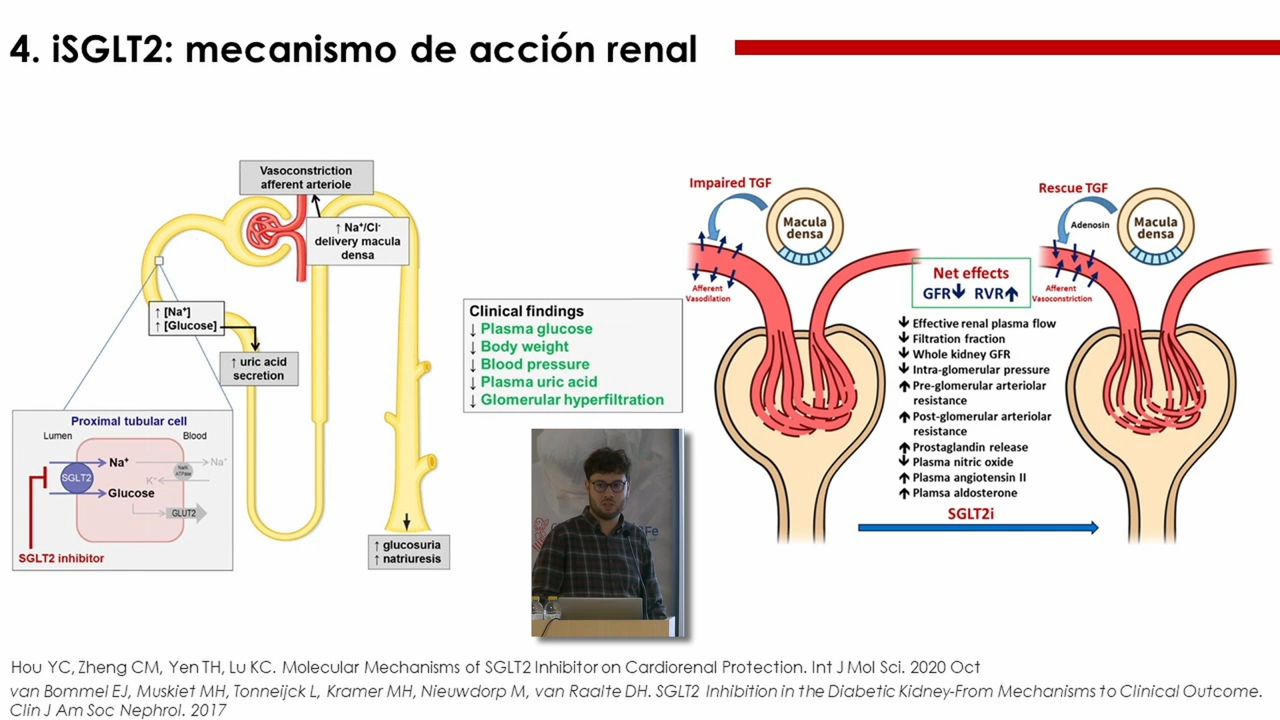 4. iSGLT2: mecanismo de acción renal
Vasoconstriction
afferent arteriole
↑ Na⁺/Cl⁻
delivery macula
densa
↑ [Na⁺]
↑ [Glucose]
↑ uric acid
secretion
Proximal tubular cell
Lumen
Blood
Na⁺
Na⁺
SGLT2
K⁺
Glucose
GLUT2
SGLT2 inhibitor
↑ glucosuria
↑ natriuresis
Clinical findings
↓ Plasma glucose
↓ Body weight
↓ Blood pressure
↓ Plasma uric acid
↓ Glomerular hyperfiltration
Impaired TGF
Macula
densa
Afferent
Vasodilation
Net effects
GFR↓ RVR↑
↓ Effective renal plasma flow
↓ Filtration fraction
↓ Whole kidney GFR
↓ Intra-glomerular pressure
↑ Pre-glomerular arteriolar
resistance
↑ Post-glomerular arteriolar
resistance
↑ Prostaglandin release
↓ Plasma nitric oxide
↑ Plasma angiotensin II
↑ Plamsa aldosterone
SGLT2i
Rescue TGF
Adenosin
Macula
densa
Afferent
Vasoconstriction
Hou YC, Zheng CM, Yen TH, Lu KC. Molecular Mechanisms of SGLT2 Inhibitor on Cardiorenal Protection. Int J Mol Sci. 2020 Oct
van Bommel EJ, Muskiet MH, Tonneijck L, Kramer MH, Nieuwdorp M, van Raalte DH. SGLT2 Inhibition in the Diabetic Kidney-From Mechanisms to Clinical Outcome.
Clin J Am Soc Nephrol. 2017